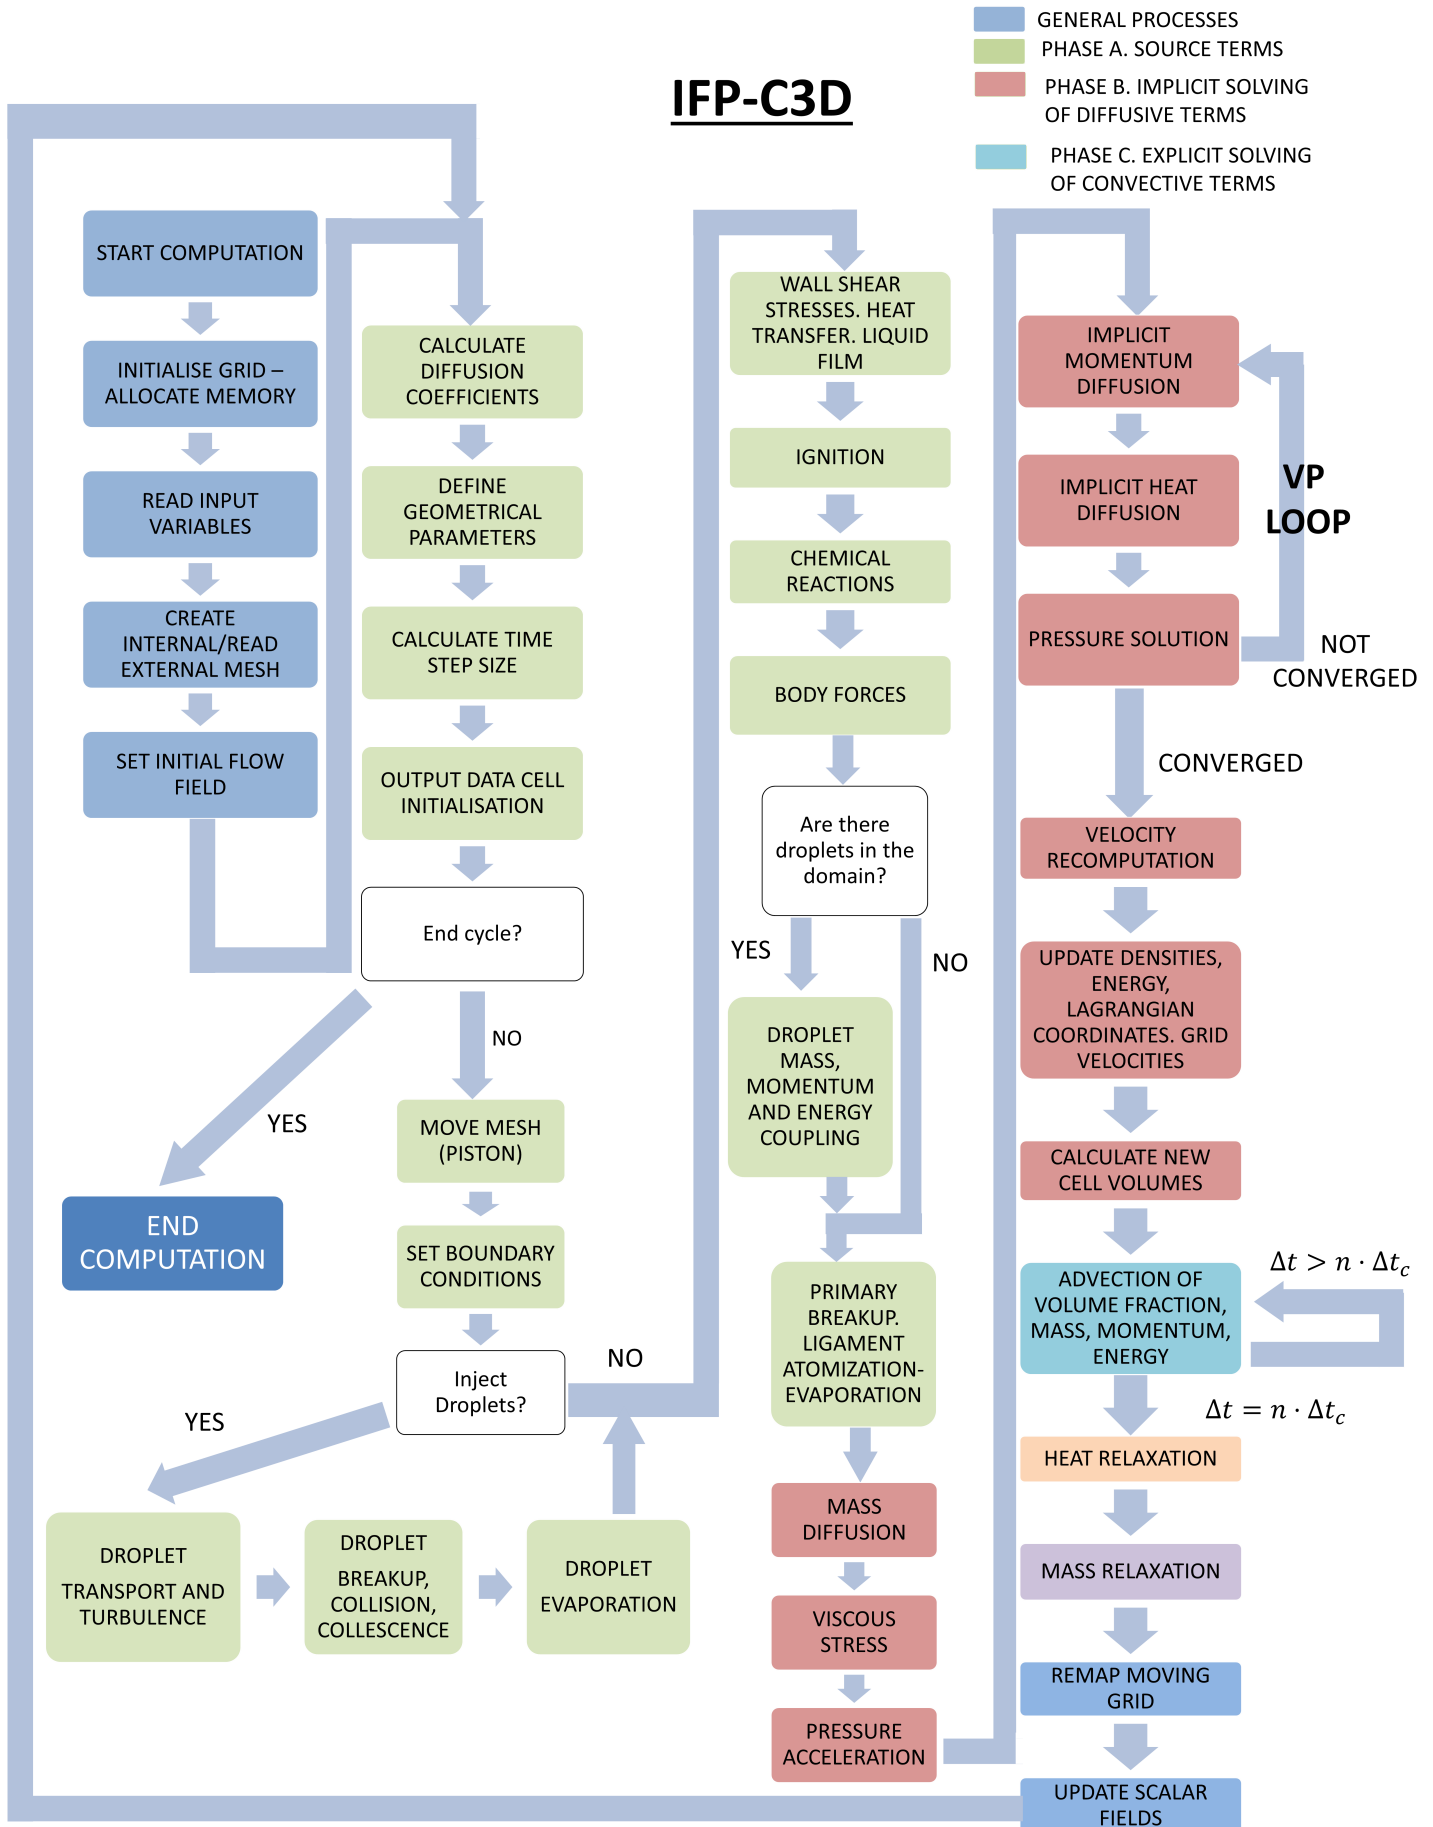 GENERAL PROCESSES
PHASE A. SOURCE TERMS
PHASE B. IMPLICIT SOLVING
OF DIFFUSIVE TERMS
PHASE C. EXPLICIT SOLVING
OF CONVECTIVE TERMS
IFP-C3D
START COMPUTATION
INITIALISE GRID –
ALLOCATE MEMORY
READ INPUT
VARIABLES
CREATE
INTERNAL/READ
EXTERNAL MESH
SET INITIAL FLOW
FIELD
CALCULATE
DIFFUSION
COEFFICIENTS
DEFINE
GEOMETRICAL
PARAMETERS
CALCULATE TIME
STEP SIZE
OUTPUT DATA CELL
INITIALISATION
End cycle?
YES
NO
END
COMPUTATION
MOVE MESH
(PISTON)
SET BOUNDARY
CONDITIONS
Inject
Droplets?
YES
NO
DROPLET
TRANSPORT AND
TURBULENCE
DROPLET
BREAKUP,
COLLISION,
COLLESCENCE
DROPLET
EVAPORATION
WALL SHEAR
STRESSES. HEAT
TRANSFER. LIQUID
FILM
IGNITION
CHEMICAL
REACTIONS
BODY FORCES
Are there
droplets in the
domain?
YES
NO
DROPLET
MASS,
MOMENTUM
AND ENERGY
COUPLING
PRIMARY
BREAKUP.
LIGAMENT
ATOMIZATION-
EVAPORATION
MASS
DIFFUSION
VISCOUS
STRESS
PRESSURE
ACCELERATION
IMPLICIT
MOMENTUM
DIFFUSION
IMPLICIT HEAT
DIFFUSION
PRESSURE SOLUTION
VP
LOOP
NOT
CONVERGED
CONVERGED
VELOCITY
RECOMPUTATION
UPDATE DENSITIES,
ENERGY,
LAGRANGIAN
COORDINATES. GRID
VELOCITIES
CALCULATE NEW
CELL VOLUMES
ADVECTION OF
VOLUME FRACTION,
MASS, MOMENTUM,
ENERGY
Δt > n · Δt_c
Δt = n · Δt_c
HEAT RELAXATION
MASS RELAXATION
REMAP MOVING
GRID
UPDATE SCALAR
FIELDS